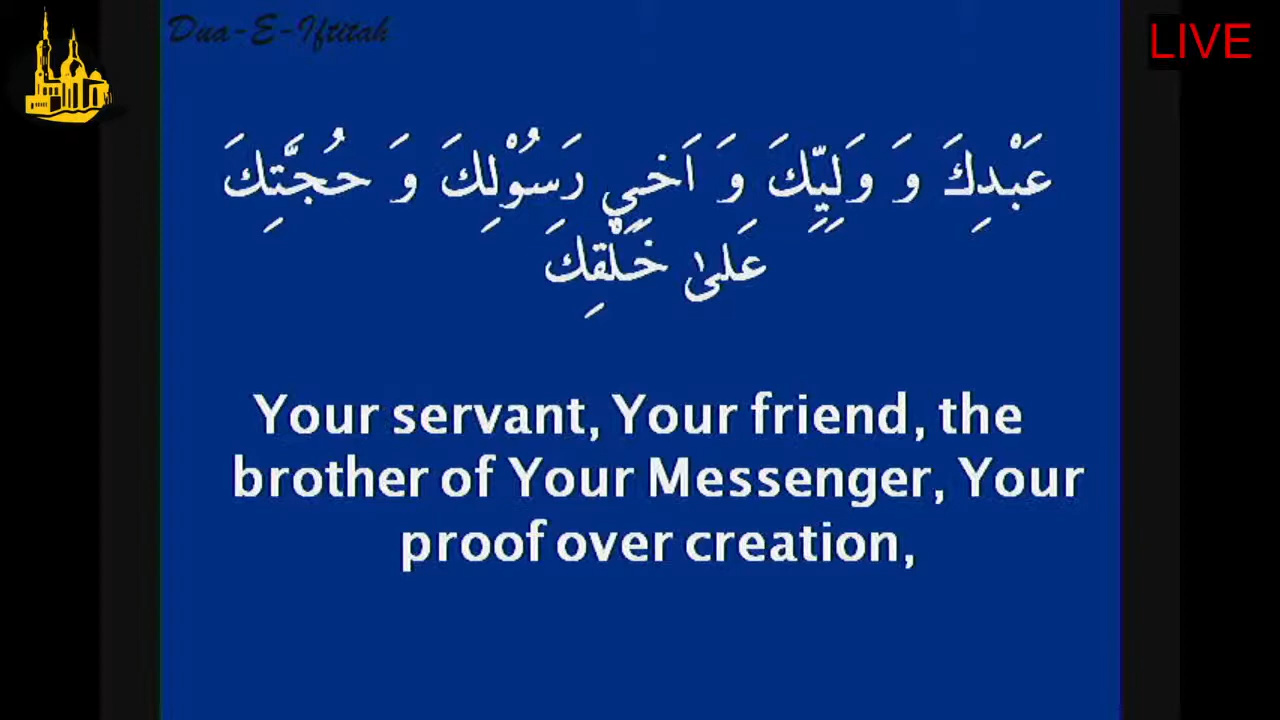 Dua-E-Iftitah
LIVE
عَبْدِكَ وَ وَلِيِّكَ وَ اَخِي رَسُوْلِكَ وَ حُجَّتِكَ
عَلىٰ خَلْقِكَ
Your servant, Your friend, the
brother of Your Messenger, Your
proof over creation,